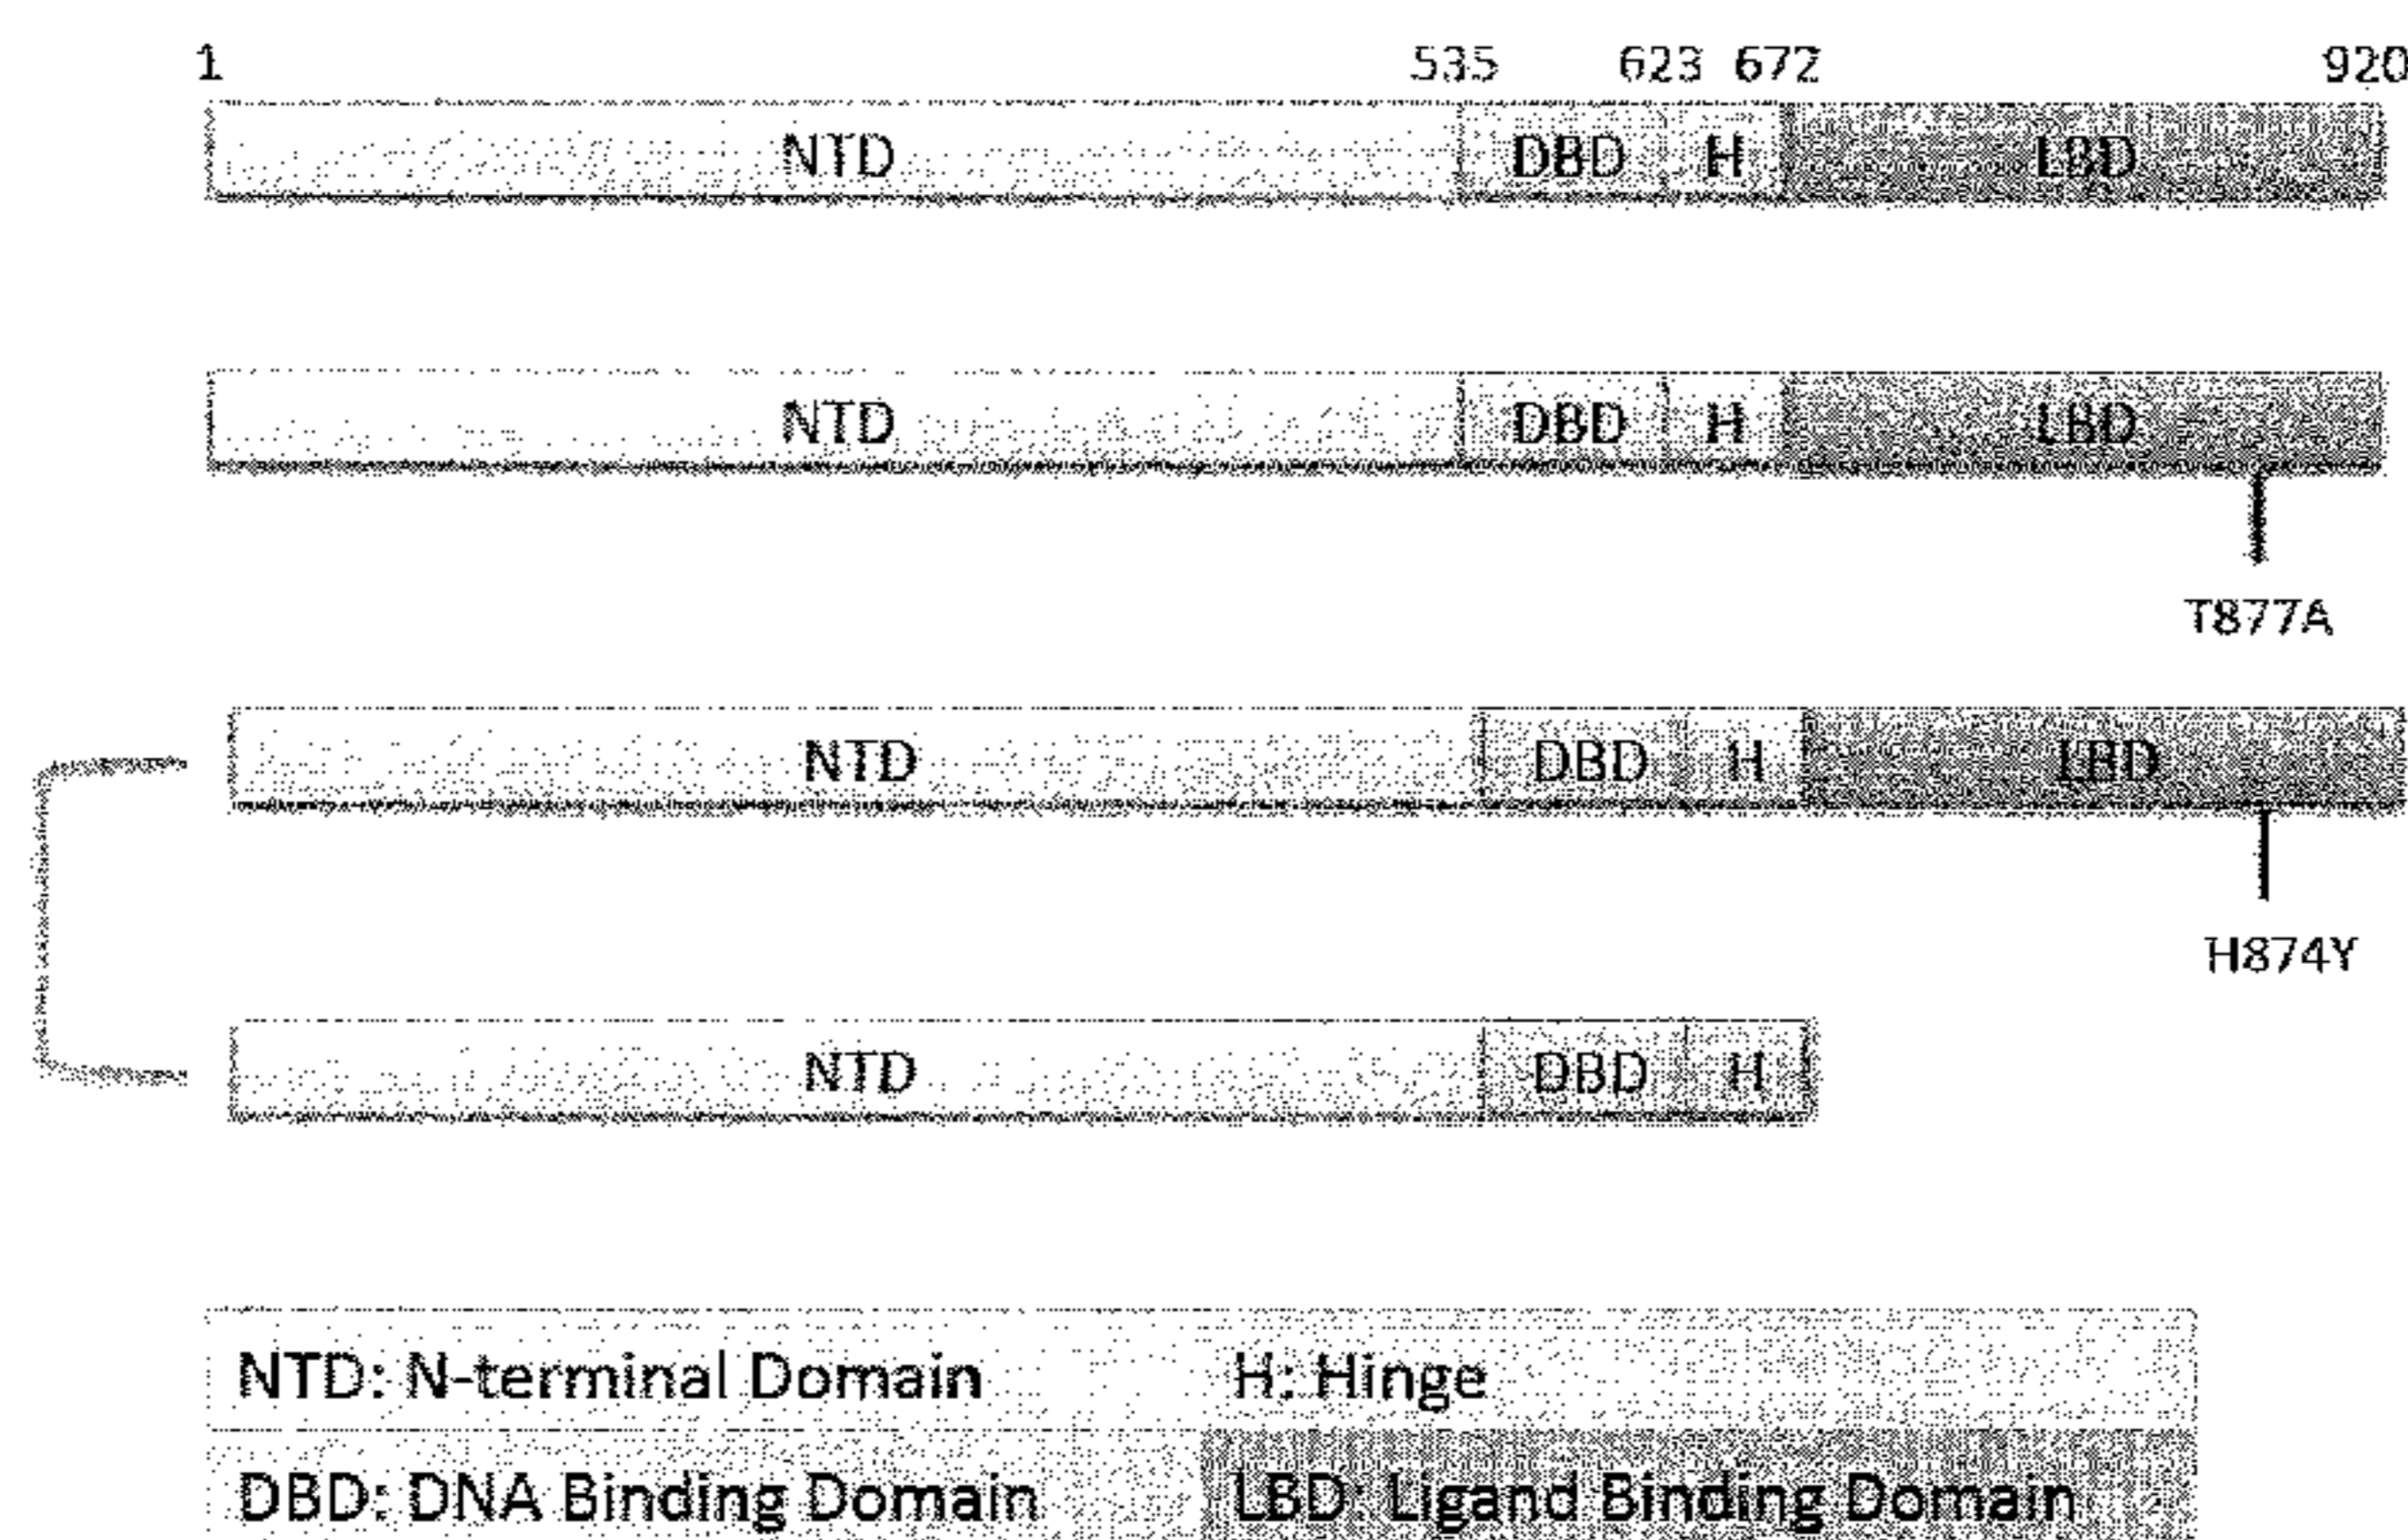 1 535 623 672 920
NTD DBD H LBD
NTD DBD H LBD
T877A
NTD DBD H LBD
H874Y
NTD DBD H
NTD: N-terminal Domain H: Hinge
DBD: DNA Binding Domain LBD: Ligand Binding Domain